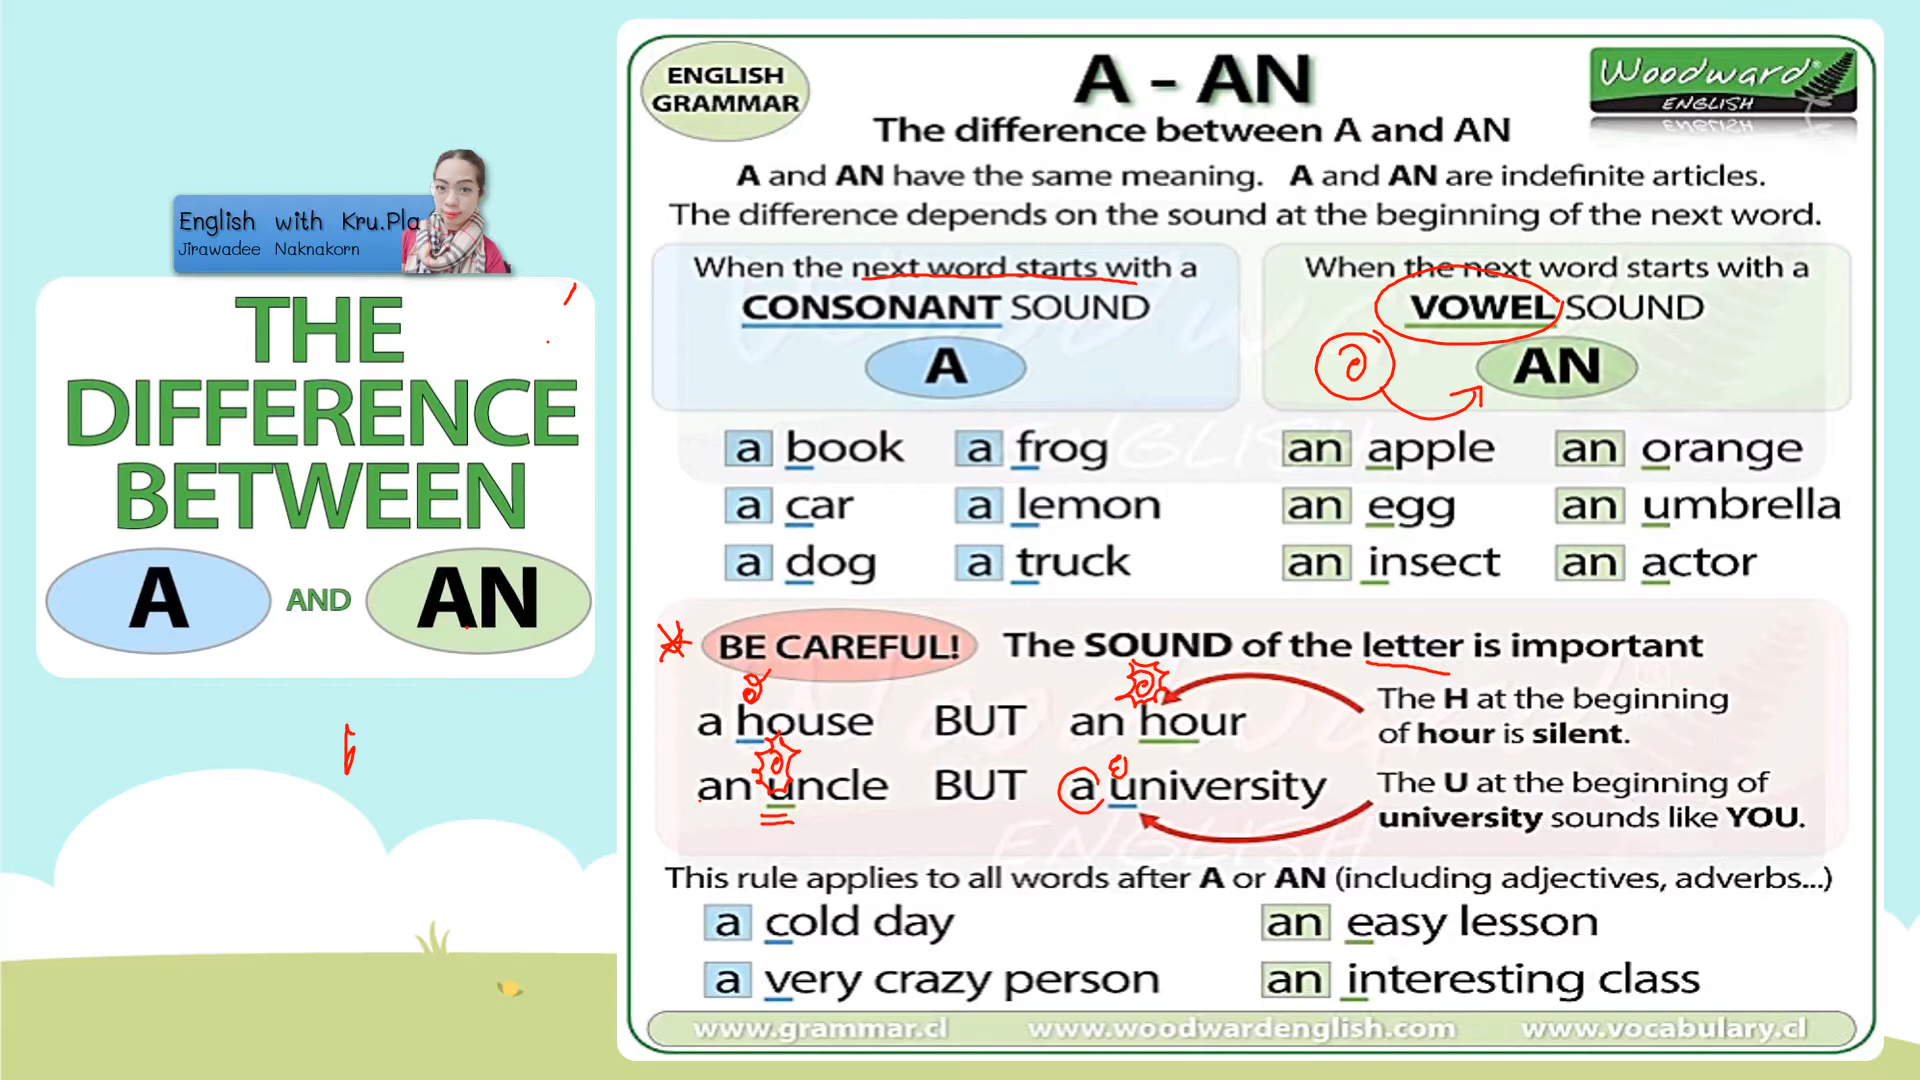 English with Kru.Pla
Jirawadee Naknakorn
THE
DIFFERENCE
BETWEEN
A AND AN
ENGLISH
GRAMMAR
A - AN
Woodward®
ENGLISH
The difference between A and AN
A and AN have the same meaning. A and AN are indefinite articles.
The difference depends on the sound at the beginning of the next word.
When the next word starts with a
CONSONANT SOUND
A
When the next word starts with a
VOWEL SOUND
อ
AN
a book a frog an apple an orange
a car a lemon an egg an umbrella
a dog a truck an insect an actor
BE CAREFUL! The SOUND of the letter is important
ฮ
อ
a house BUT an hour
The H at the beginning
of hour is silent.
อ
ย
an uncle BUT a university
The U at the beginning of
university sounds like YOU.
This rule applies to all words after A or AN (including adjectives, adverbs...)
a cold day an easy lesson
a very crazy person an interesting class
www.grammar.cl www.woodwardenglish.com www.vocabulary.cl